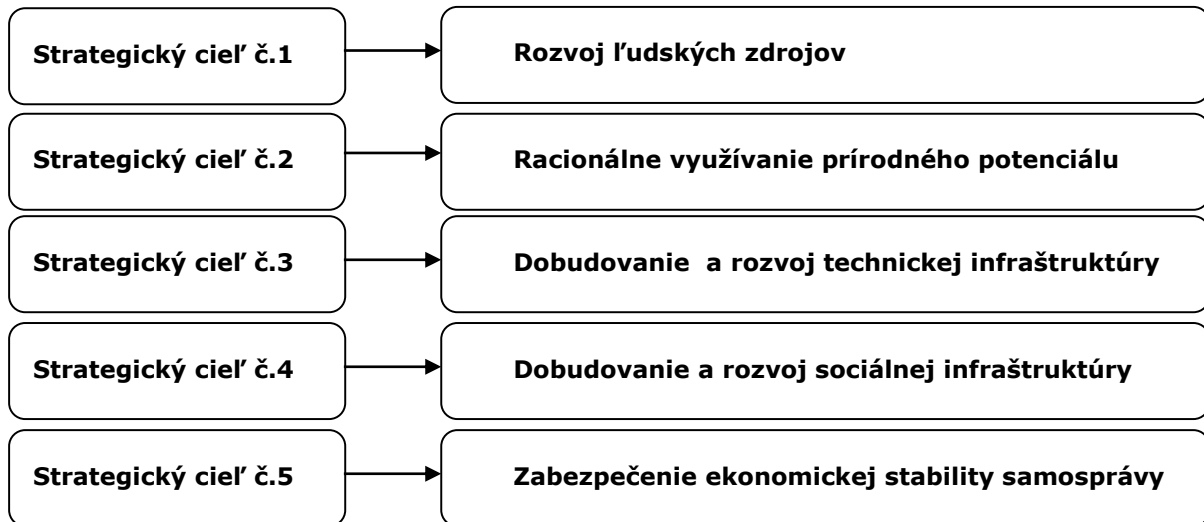 Strategický cieľ č.1
Rozvoj ľudských zdrojov
Strategický cieľ č.2
Racionálne využívanie prírodného potenciálu
Strategický cieľ č.3
Dobudovanie  a rozvoj technickej infraštruktúry
Strategický cieľ č.4
Dobudovanie a rozvoj sociálnej infraštruktúry
Strategický cieľ č.5
Zabezpečenie ekonomickej stability samosprávy